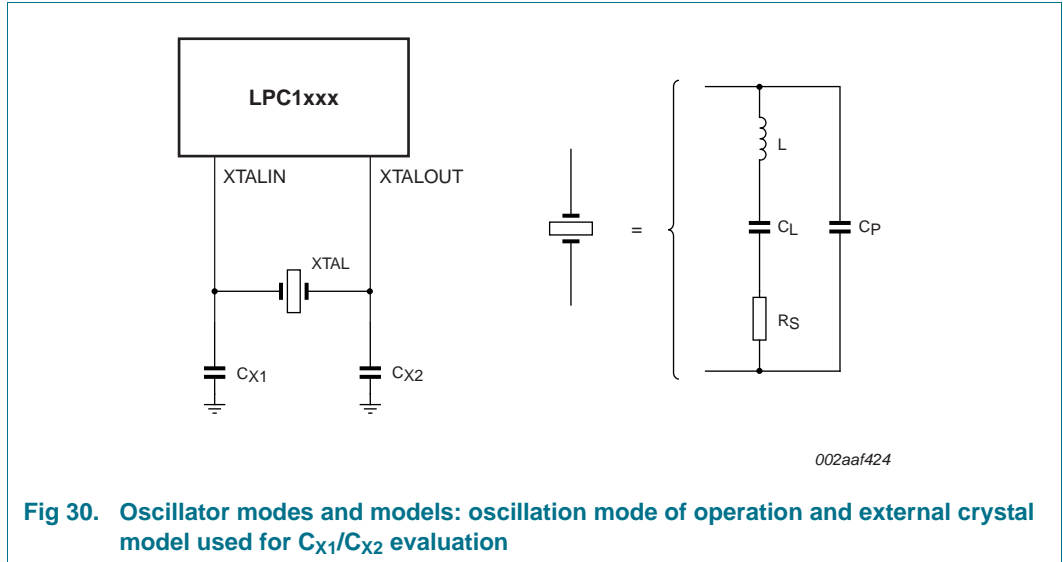 LPC1xxx
XTALIN
XTALOUT
XTAL
CX1
CX2
=
L
CL
CP
RS
002aaf424
Fig 30. Oscillator modes and models: oscillation mode of operation and external crystal
model used for CX1/CX2 evaluation